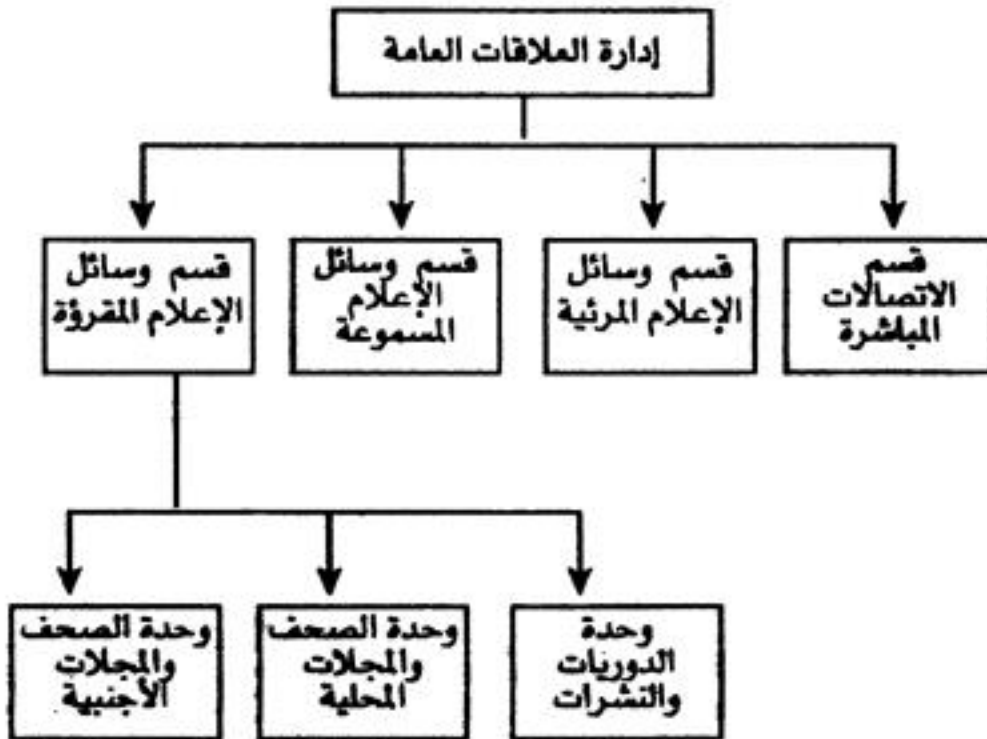 إدارة العلاقات العامة
قسم
الاتصالات
المباشرة
قسم وسائل
الإعلام المرئية
قسم وسائل
الإعلام
المسموعة
قسم وسائل
الإعلام المقرؤة
وحدة
الدوريات
والنشرات
وحدة الصحف
والمجلات
المحلية
وحدة الصحف
والمجلات
الأجنبية